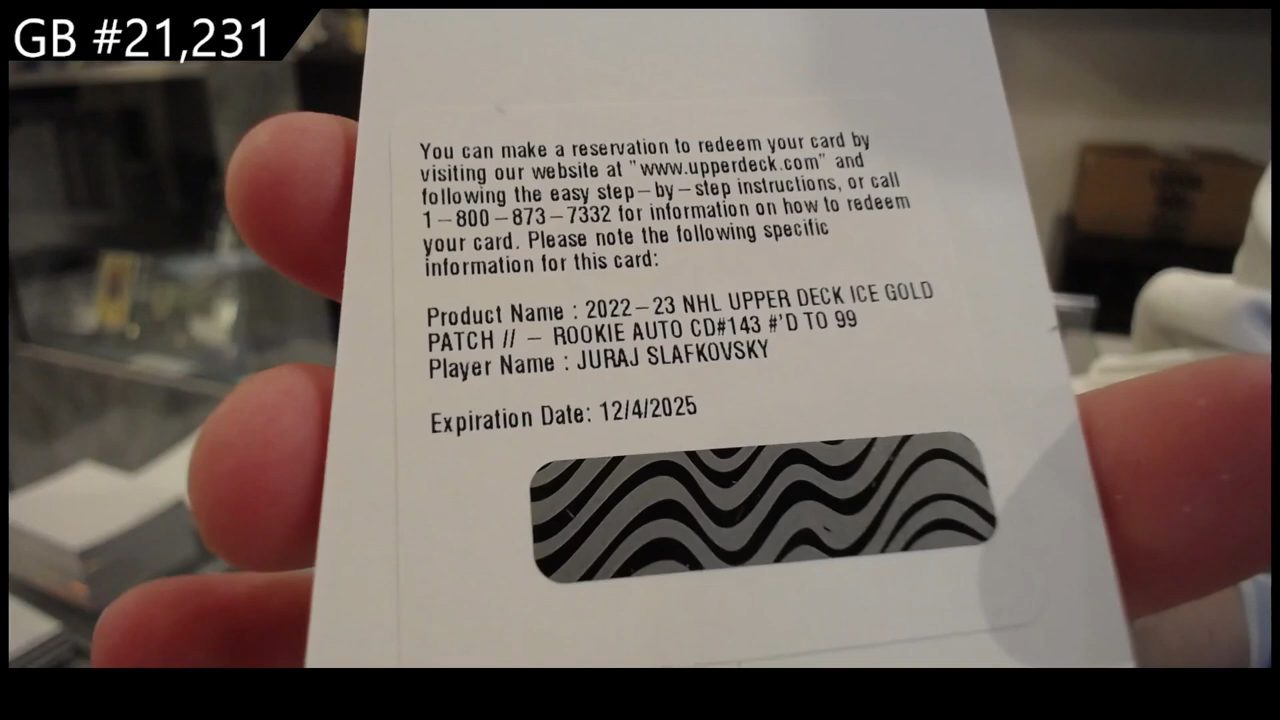 GB #21,231
You can make a reservation to redeem your card by
visiting our website at "www.upperdeck.com" and
following the easy step-by-step instructions, or call
1-800-873-7332 for information on how to redeem
your card. Please note the following specific
information for this card:
Product Name : 2022-23 NHL UPPER DECK ICE GOLD
PATCH // - ROOKIE AUTO CD#143 #'D TO 99
Player Name : JURAJ SLAFKOVSKY
Expiration Date: 12/4/2025